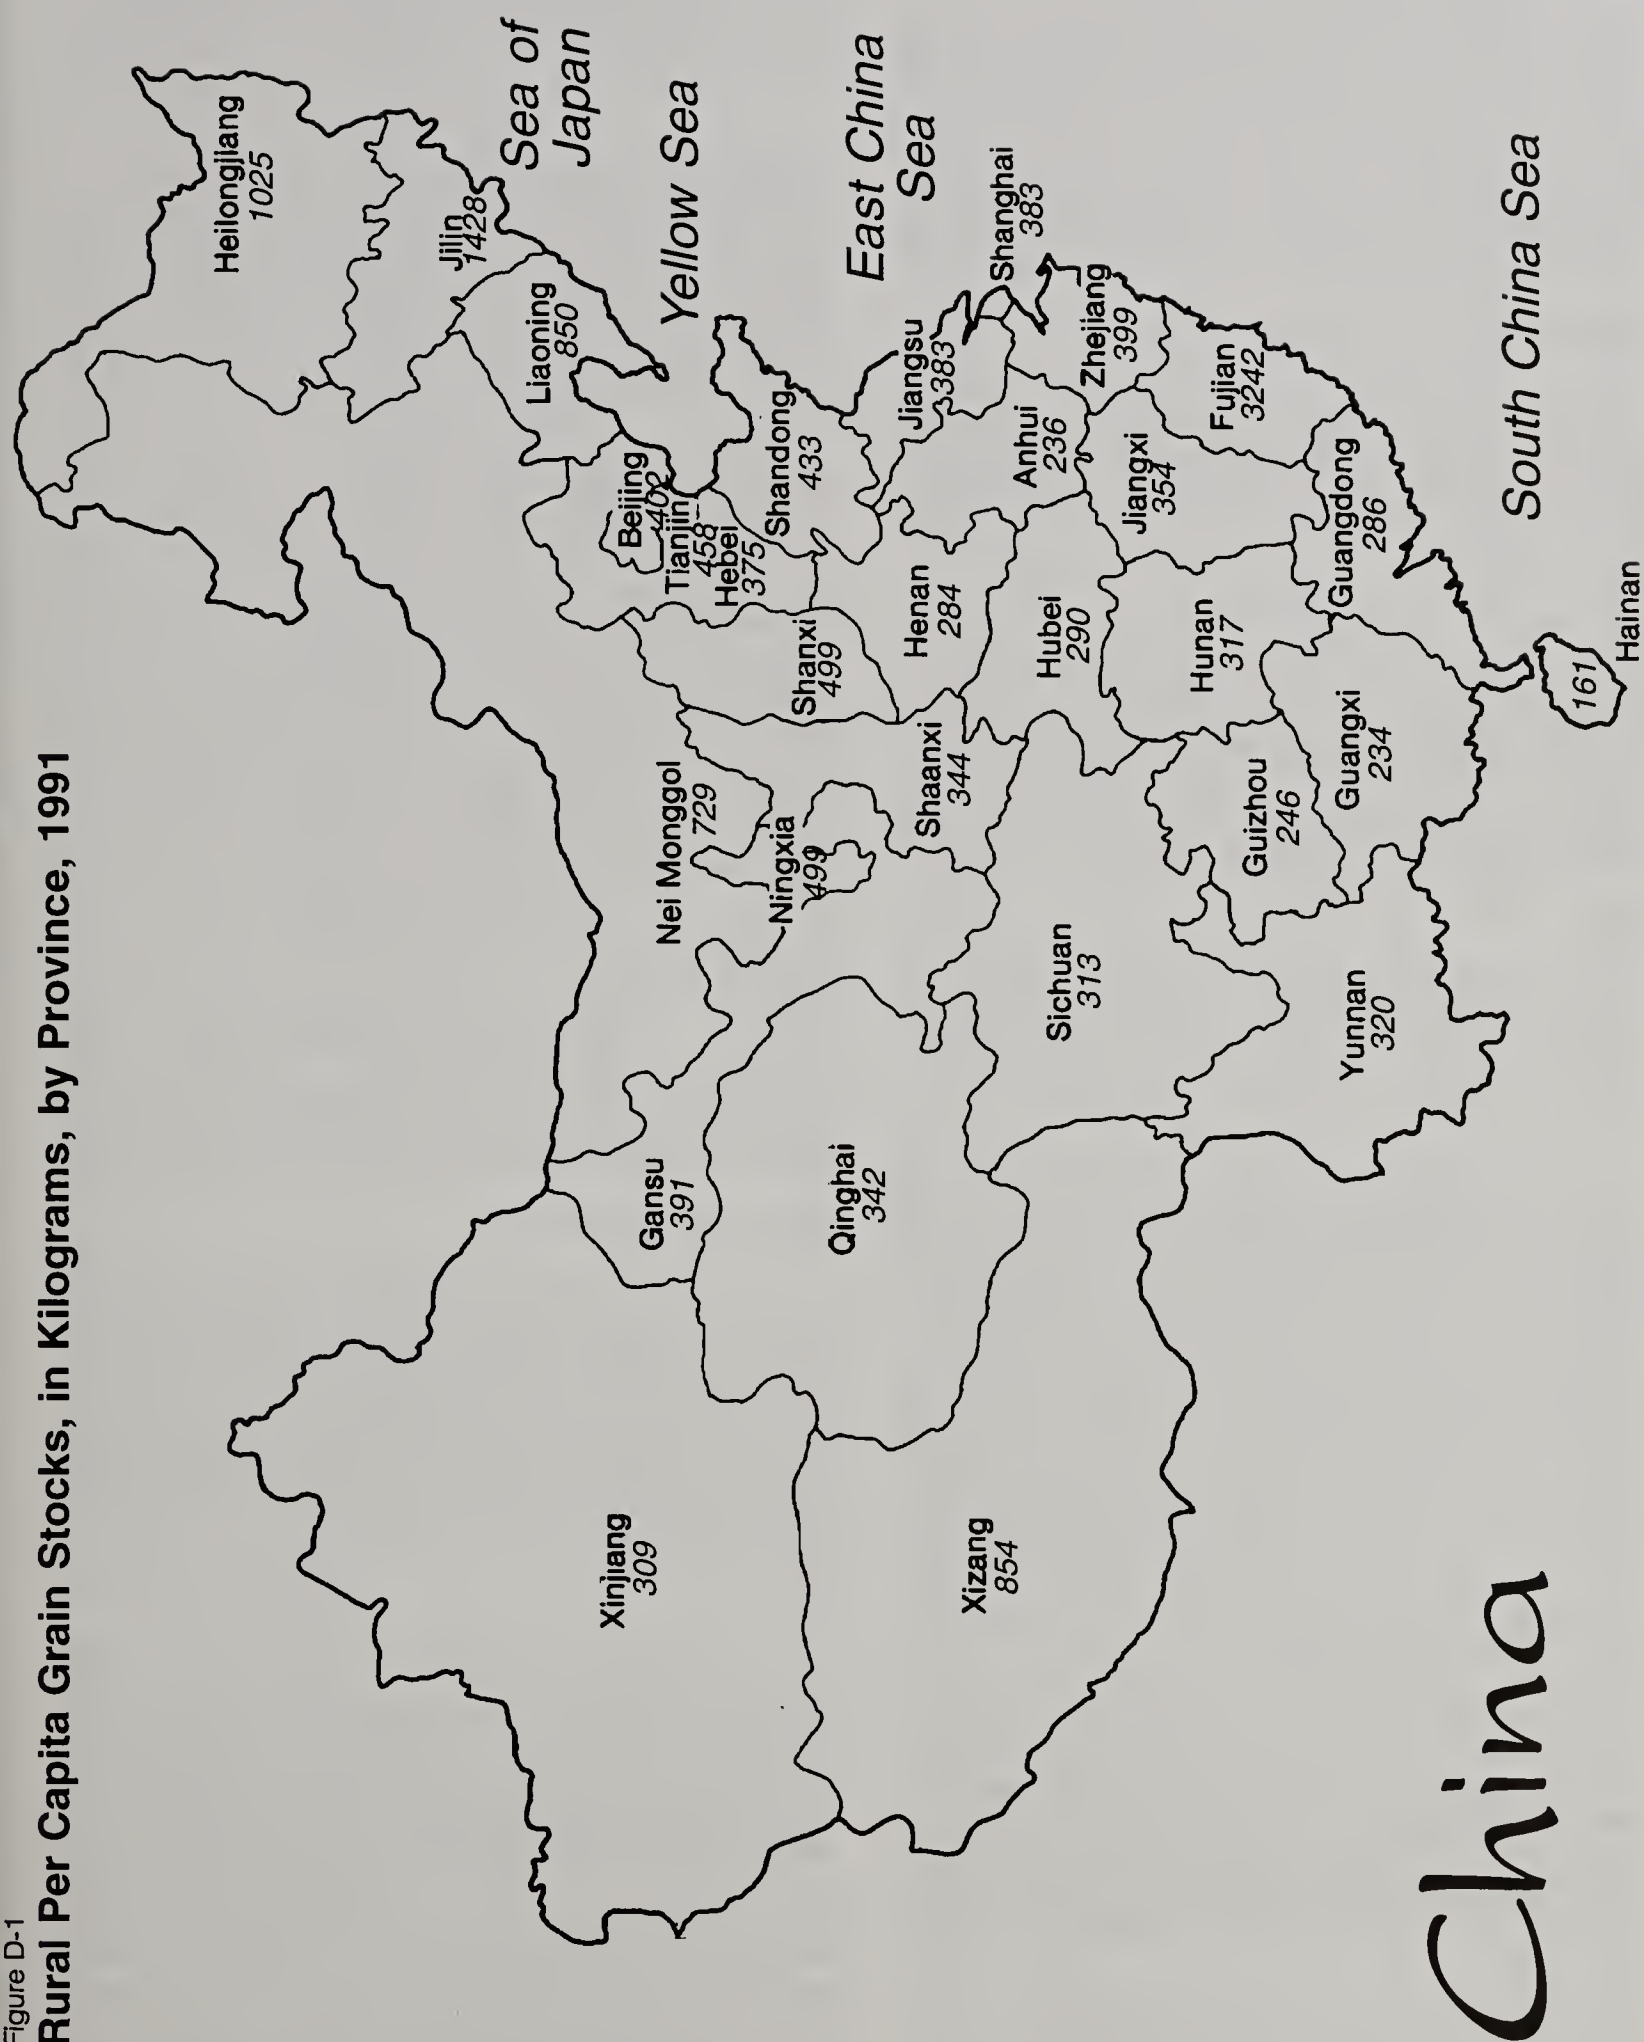 Figure D-1
Rural Per Capita Grain Stocks, in Kilograms, by Province, 1991
Heilongjiang
1025
Jilin
1428
Sea of
Japan
Liaoning
850
Yellow Sea
Nei Monggol
729
Beijing
402
Tianjin
458
Hebei
375
Shandong
433
Xinjiang
309
Gansu
391
Ningxia
499
Shanxi
499
East China
Sea
Qinghai
342
Shaanxi
344
Henan
284
Jiangsu
383
Shanghai
383
Xizang
854
Sichuan
313
Hubei
290
Anhui
236
Zhejiang
399
Jiangxi
354
Hunan
317
Fujian
3242
Guizhou
246
Yunnan
320
Guangxi
234
Guangdong
286
South China Sea
161
Hainan
China